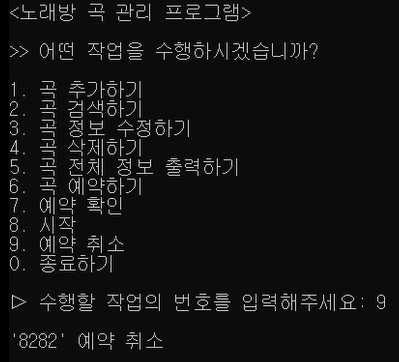 <노래방 곡 관리 프로그램>
>> 어떤 작업을 수행하시겠습니까?
1. 곡 추가하기
2. 곡 검색하기
3. 곡 정보 수정하기
4. 곡 삭제하기
5. 곡 전체 정보 출력하기
6. 곡 예약하기
7. 예약 확인
8. 시작
9. 예약 취소
0. 종료하기
▷ 수행할 작업의 번호를 입력해주세요: 9
'8282' 예약 취소